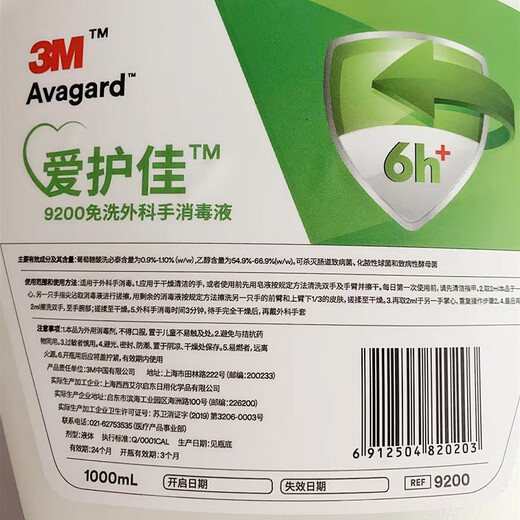 3M™
Avagard™
6h+
爱护佳™
9200免洗外科手消毒液
主要有效成分及其含量:葡萄糖酸洗必泰含量为0.9%-1.10% (w/w),乙醇含量为54.9%-66.9%(w/w),可杀灭肠道致病菌、化脓性球菌和致病性酵母菌
使用范围和使用方法:适用于外科手消毒。1.应用于干燥清洁的手,或者使用前先用皂液按规定方法清洗双手及手臂并擦干。每日第一次使用前,请先清洁指甲。2.取2ml于一
心,另一只手指尖沾取消毒液进行搓擦,用剩余的消毒液按规定搓擦另一只手的前臂和上臂下1/3的皮肤,搓揉至干燥。3.再取2ml于另一手掌心,重复操作步骤2。4.最后再
2ml擦洗双手,至手腕部;搓揉至干燥。5.外科手消毒时间3分钟,待手完全干燥后,再戴外科手套
注意事项:1.本品为外用消毒剂,不得口服,置于儿童不易触及处。2.避免与拮抗药
物同用。3.过敏者慎用。4.避光、密封、防潮、置于阴凉、干燥处保存。5.易燃者,远离
火源。6.开瓶用后应将盖拧紧,有效期内使用
产品责任单位:3M中国有限公司 地址:上海市田林路222号 (邮编:200233)
实际生产加工企业:上海西西艾尔启东日用化学品有限公司
实际生产加工企业地址:启东市滨海工业园区海洲路100号(邮编:226200)
实际生产加工企业卫生许可证号:苏卫消证字 (2019) 第3206-0003号
联系电话:021-62753535(医疗产品事业部)
剂型:液体 执行标准:Q/0001CAL 生产日期:见瓶底
有效期:24个月 开瓶有效期:3个月
6 912504 820203
1000mL
开启日期
失效日期
REF 9200